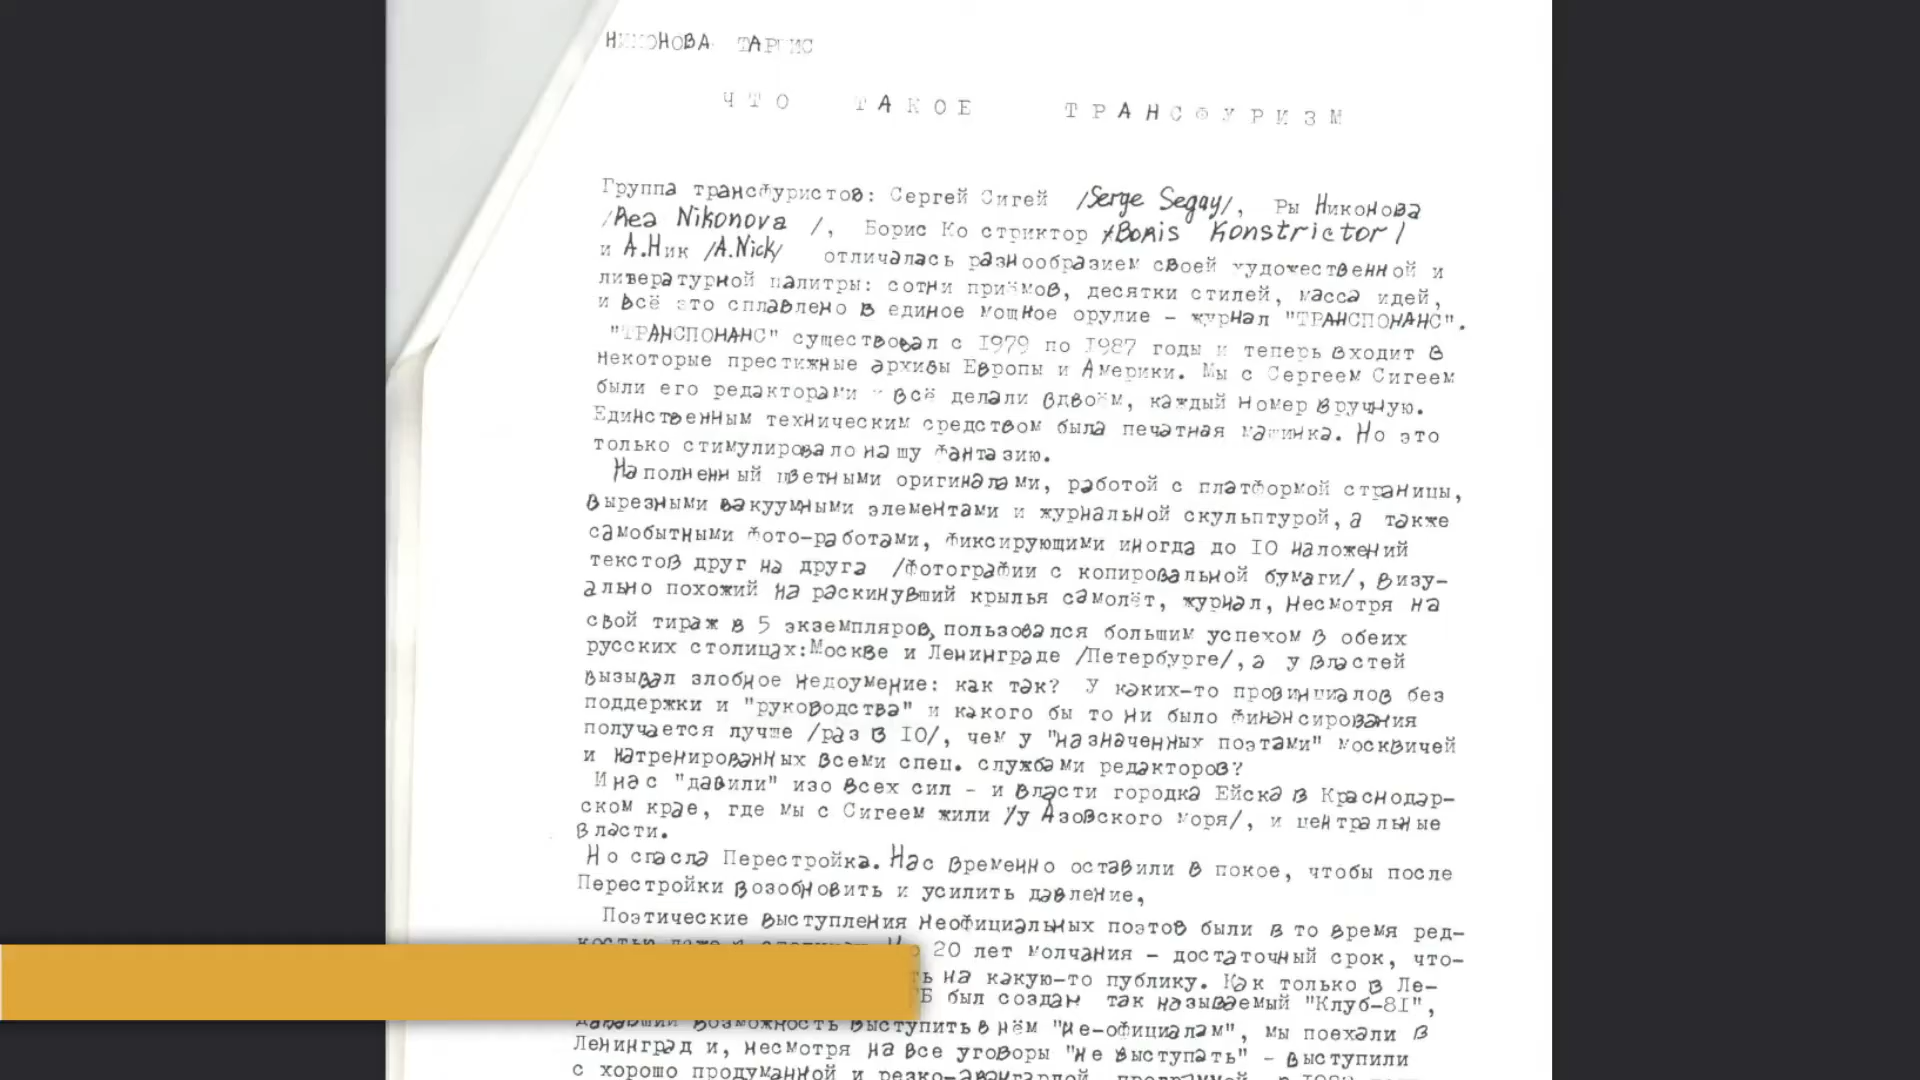 НИКОНОВА ТАРШИС
ЧТО ТАКОЕ ТРАНСФУРИЗМ
Группа трансфуристов: Сергей Сигей /Serge Segay/, Ры Никонова
/Rea Nikonova /, Борис Ко стриктор /Boris Konstrictor/
и А.Ник /A.Nick/ отличалась разнообразием своей художественной и
литературной палитры: сотни приёмов, десятки стилей, масса идей,
и всё это сплавлено в единое мощное орулие - журнал "ТРАНСПОНАНС".
"ТРАНСПОНАНС" существовал с 1979 по 1987 годы и теперь входит в
некоторые престижные архивы Европы и Америки. Мы с Сергеем Сигеем
были его редакторами и всё делали вдвоём, каждый номер вручную.
Единственным техническим средством была печатная машинка. Но это
только стимулировало нашу фантазию.
Наполненный цветными оригиналами, работой с платформой страницы,
вырезными вакуумными элементами и журнальной скульптурой, а также
самобытными фото-работами, фиксирующими иногда до 10 наложений
текстов друг на друга /фотографии с копировальной бумаги/, визу-
ально похожий на раскинувший крылья самолёт, журнал, несмотря на
свой тираж в 5 экземпляров, пользовался большим успехом в обеих
русских столицах: Москве и Ленинграде /Петербурге/, а у властей
вызывал злобное недоумение: как так? У каких-то провинциалов без
поддержки и "руководства" и какого бы то ни было финансирования
получается лучше /раз в 10/, чем у "назначенных поэтами" москвичей
и натренированных всеми спец. службами редакторов?
И нас "давили" изо всех сил - и власти городка Ейска в Краснодар-
ском крае, где мы с Сигеем жили /у Азовского моря/, и центральные
власти.
Но спасла Перестройка. Нас временно оставили в покое, чтобы после
Перестройки возобновить и усилить давление,
Поэтические выступления неофициальных поэтов были в то время ред-
костью даже в 20 лет молчания - достаточный срок, что-
на какую-то публику. Как только в Ле-
был создан так называемый "Клуб-81",
дававший возможность выступить в нём "не-официалам", мы поехали в
Ленинград и, несмотря на все уговоры "не выступать" - выступили
с хорошо продуманной и резко-авангардной программой